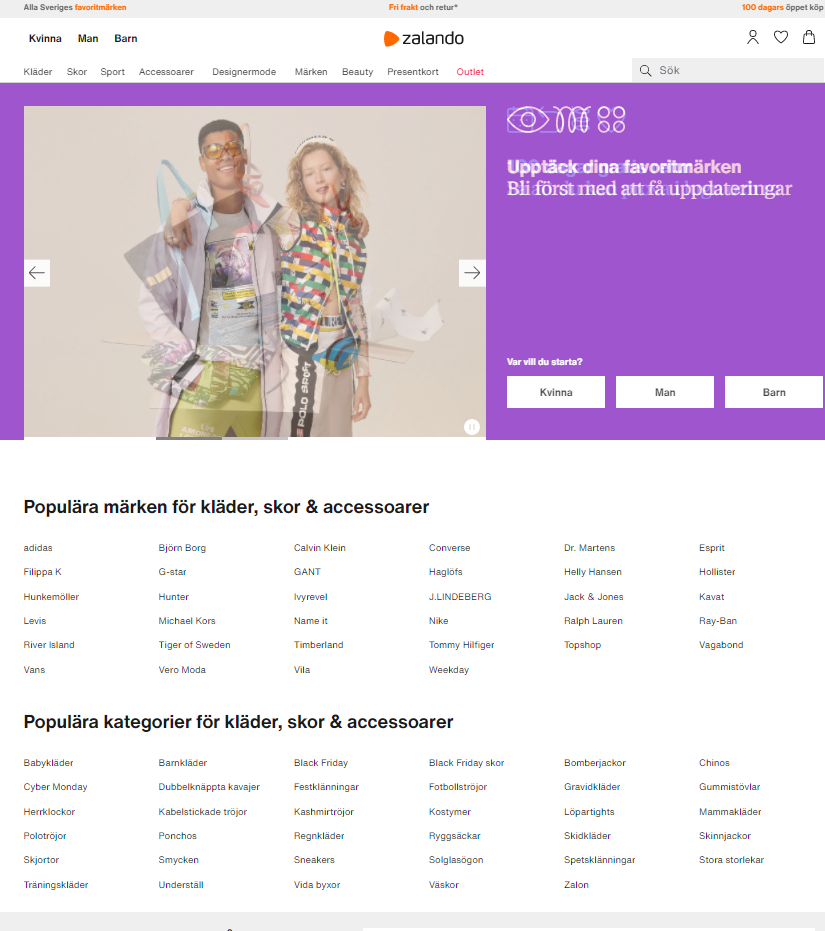 Alla Sveriges favoritmärken
Fri frakt och retur*
100 dagars öppet köp
Kvinna Man Barn
zalando
Kläder Skor Sport Accessoarer Designermode Märken Beauty Presentkort Outlet
Sök
Upptäck dina favoritmärken
Bli först med att få uppdateringar
POLO SPORT
Var vill du starta?
Kvinna Man Barn
Populära märken för kläder, skor & accessoarer
adidas Björn Borg Calvin Klein Converse Dr. Martens Esprit
Filippa K G-star GANT Haglöfs Helly Hansen Hollister
Hunkemöller Hunter Ivyrevel J.LINDEBERG Jack & Jones Kavat
Levis Michael Kors Name it Nike Ralph Lauren Ray-Ban
River Island Tiger of Sweden Timberland Tommy Hilfiger Topshop Vagabond
Vans Vero Moda Vila Weekday
Populära kategorier för kläder, skor & accessoarer
Babykläder Barnkläder Black Friday Black Friday skor Bomberjackor Chinos
Cyber Monday Dubbelknäppta kavajer Festklänningar Fotbollströjor Gravidkläder Gummistövlar
Herrklockor Kabelstickade tröjor Kashmirtröjor Kostymer Löpartights Mammakläder
Polotröjor Ponchos Regnkläder Ryggsäckar Skidkläder Skinnjackor
Skjortor Smycken Sneakers Solglasögon Spetsklänningar Stora storlekar
Träningskläder Underställ Vida byxor Väskor Zalon